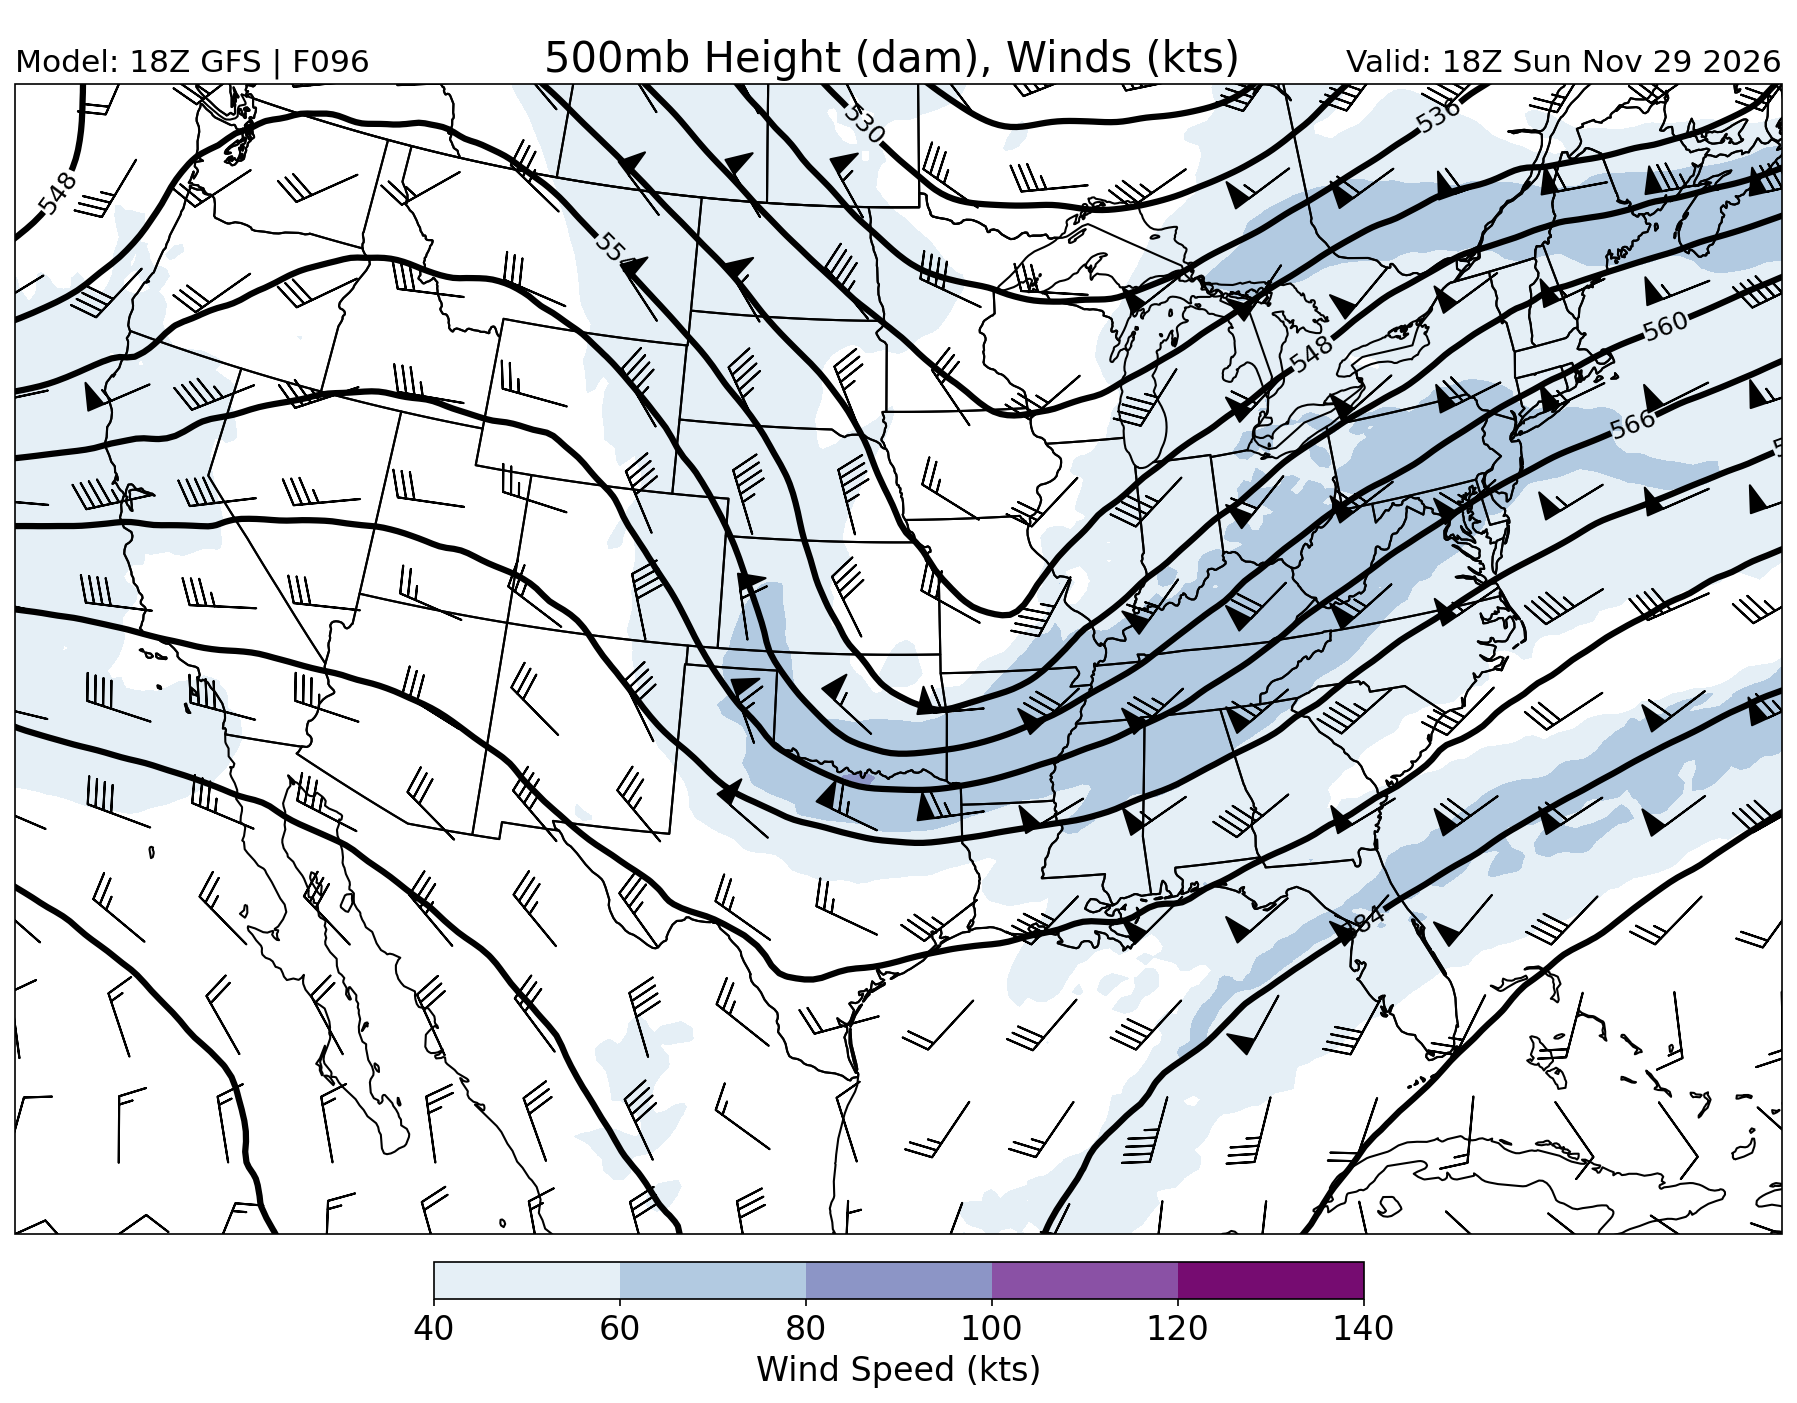 Model: 18Z GFS | F096
500mb Height (dam), Winds (kts)
Valid: 18Z Sun Nov 29 2026
530
536
548
548
560
566
40 60 80 100 120 140
Wind Speed (kts)